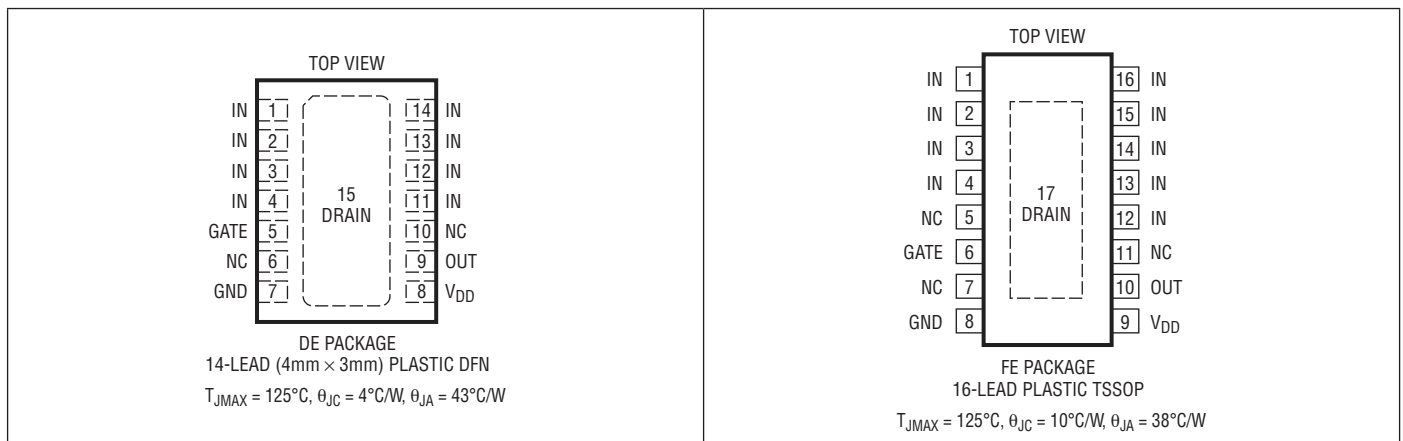 TOP VIEW
IN 1 14 IN
IN 2 13 IN
IN 3 12 IN
IN 4 11 IN
15
DRAIN
GATE 5 10 NC
NC 6 9 OUT
GND 7 8 VDD
DE PACKAGE
14-LEAD (4mm × 3mm) PLASTIC DFN
TJMAX = 125°C, θJC = 4°C/W, θJA = 43°C/W
TOP VIEW
IN 1 16 IN
IN 2 15 IN
IN 3 14 IN
IN 4 13 IN
17
DRAIN
NC 5 12 IN
GATE 6 11 NC
NC 7 10 OUT
GND 8 9 VDD
FE PACKAGE
16-LEAD PLASTIC TSSOP
TJMAX = 125°C, θJC = 10°C/W, θJA = 38°C/W